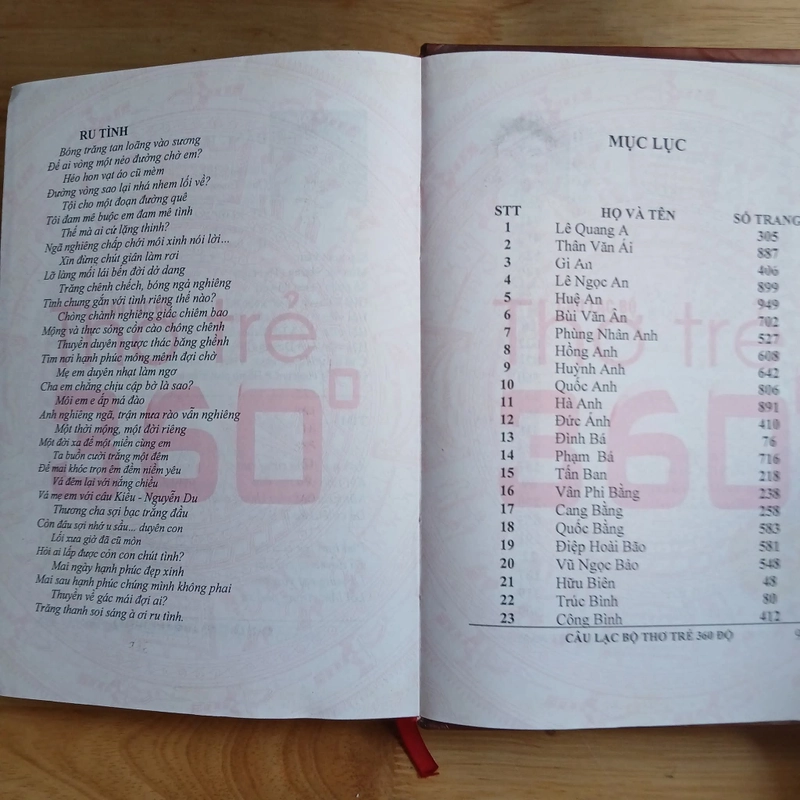 RU TÌNH
Bóng trăng tan loãng vào sương
Để ai vòng một nẻo đường chờ em?
Héo hon vạt áo cũ mèm
Đường vòng sao lại nhá nhem lối về?
Tội cho một đoạn đường quê
Tôi đam mê buộc em đam mê tình
Thế mà ai cứ lặng thinh?
Ngã nghiêng chấp chới môi xinh nói lời...
Xin đừng chút giận làm rơi
Lỡ làng mối lái bên đời dở dang
Trăng chênh chếch, bóng ngả nghiêng
Tình chung gắn với tình riêng thế nào?
Chòng chành nghiêng giấc chiêm bao
Mộng và thực sóng cồn cào chông chênh
Thuyền duyên ngược thác băng ghềnh
Tìm nơi hạnh phúc mông mênh đợi chờ
Mẹ em duyên nhạt làm ngơ
Cha em chẳng chịu cập bờ là sao?
Môi em e ấp má đào
Anh nghiêng ngã, trận mưa rào vẫn nghiêng
Một thời mộng, một đời riêng
Một đời xa để một miền cùng em
Ta buồn cười trắng một đêm
Để mai khóc trọn êm đềm niềm yêu
Và đêm lại với nắng chiều
Và mẹ em với câu Kiều - Nguyễn Du
Thương cha sợi bạc trắng đầu
Còn đâu sợi nhớ u sầu... duyên con
Lối xưa giờ đã cũ mòn
Hỏi ai lấp được cỏn con chút tình?
Mai ngày hạnh phúc đẹp xinh
Mai sau hạnh phúc chúng mình không phai
Thuyền về gác mái đợi ai?
Trăng thanh soi sáng à ơi ru tình.
MỤC LỤC
STT HỌ VÀ TÊN SỐ TRANG
1 Lê Quang A 305
2 Thân Văn Ái 887
3 Gi An 406
4 Lê Ngọc An 899
5 Huệ An 949
6 Bùi Văn Ân 702
7 Phùng Nhân Anh 527
8 Hồng Anh 608
9 Huỳnh Anh 642
10 Quốc Anh 806
11 Hà Anh 891
12 Đức Ánh 410
13 Đình Bá 76
14 Phạm Bá 716
15 Tấn Ban 218
16 Văn Phi Bằng 238
17 Cang Bằng 258
18 Quốc Bằng 583
19 Điệp Hoài Bão 581
20 Vũ Ngọc Bảo 548
21 Hữu Biên 48
22 Trúc Bình 80
23 Công Bình 412
CÂU LẠC BỘ THƠ TRẺ 360 ĐỘ
Thơ trẻ
360